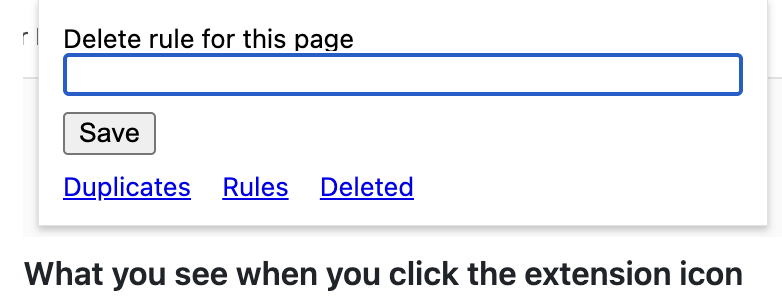 Delete rule for this page
Save
Duplicates Rules Deleted
What you see when you click the extension icon